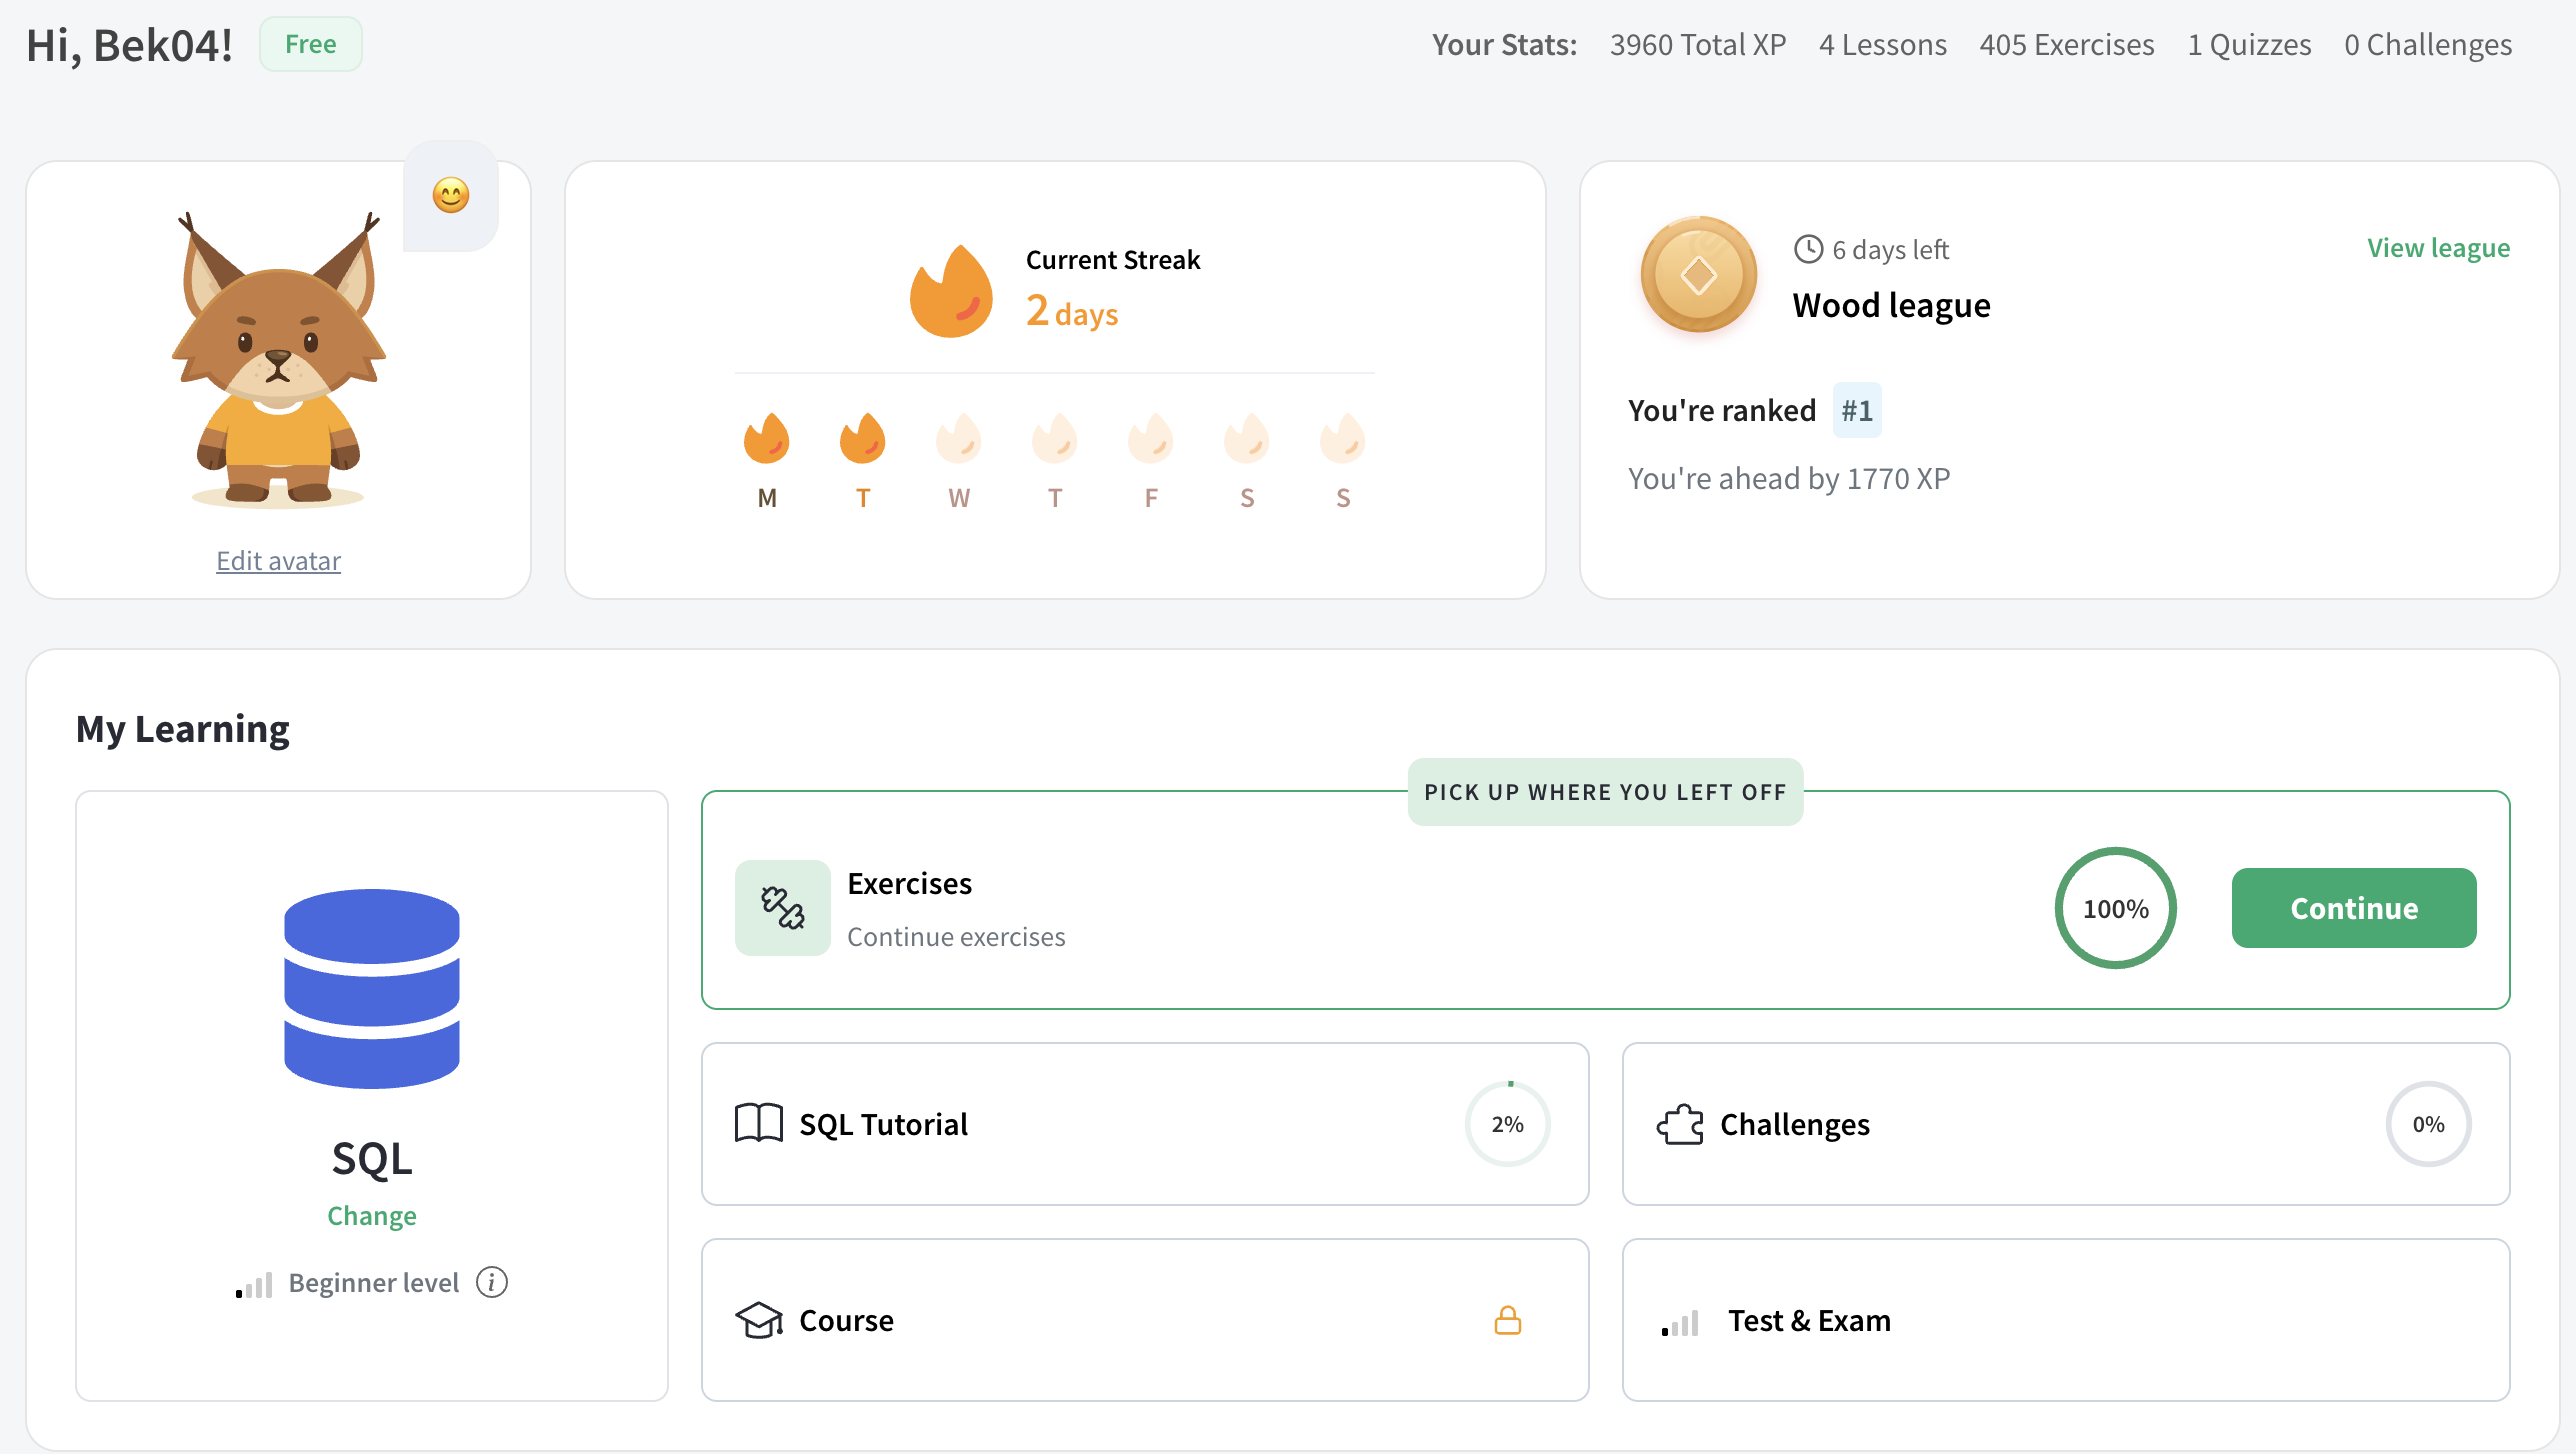 Hi, Bek04!
Free
Your Stats: 3960 Total XP 4 Lessons 405 Exercises 1 Quizzes 0 Challenges
Edit avatar
Current Streak
2 days
M T W T F S S
6 days left
View league
Wood league
You're ranked #1
You're ahead by 1770 XP
My Learning
SQL
Change
Beginner level
PICK UP WHERE YOU LEFT OFF
Exercises
Continue exercises
100%
Continue
SQL Tutorial
2%
Challenges
0%
Course
Test & Exam